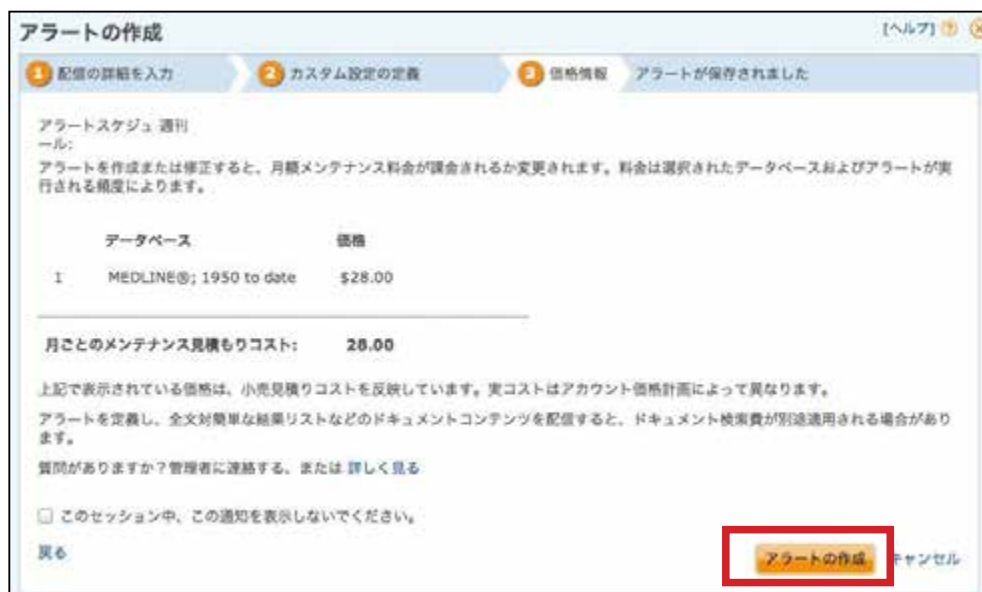 アラートの作成 [ヘルプ] ?
1 配信の詳細を入力 2 カスタム設定の定義 3 価格情報 アラートが保存されました
アラートスケジュ 週刊
ール:
アラートを作成または修正すると、月額メンテナンス料金が課金されるか変更されます。料金は選択されたデータベースおよびアラートが実
行される頻度によります。
データベース 価格
1 MEDLINE®; 1950 to date $28.00
月ごとのメンテナンス見積もりコスト: 28.00
上記で表示されている価格は、小売見積りコストを反映しています。実コストはアカウント価格計画によって異なります。
アラートを定義し、全文対簡単な結果リストなどのドキュメントコンテンツを配信すると、ドキュメント検索費が別途適用される場合があり
ます。
質問がありますか?管理者に連絡する、または 詳しく見る
このセッション中、この通知を表示しないでください。
戻る アラートの作成 キャンセル